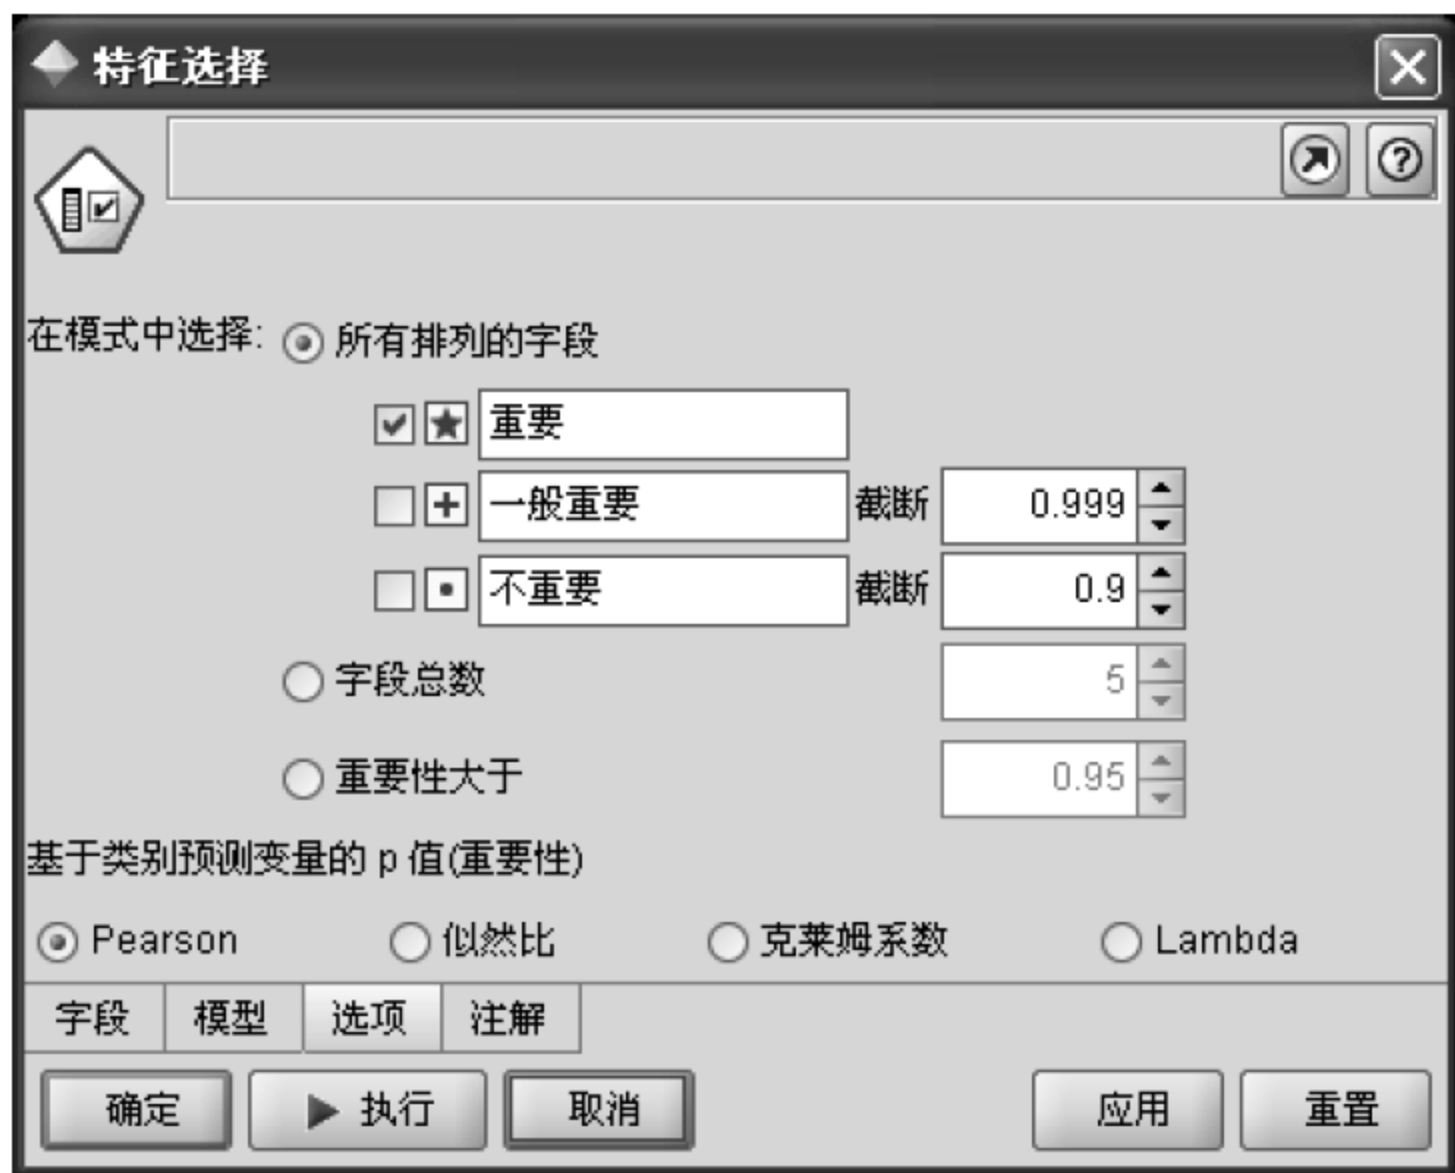 特征选择
在模式中选择: 所有排列的字段
重要
一般重要 截断 0.999
不重要 截断 0.9
字段总数 5
重要性大于 0.95
基于类别预测变量的 p 值(重要性)
Pearson 似然比 克莱姆系数 Lambda
字段 模型 选项 注解
确定 执行 取消 应用 重置